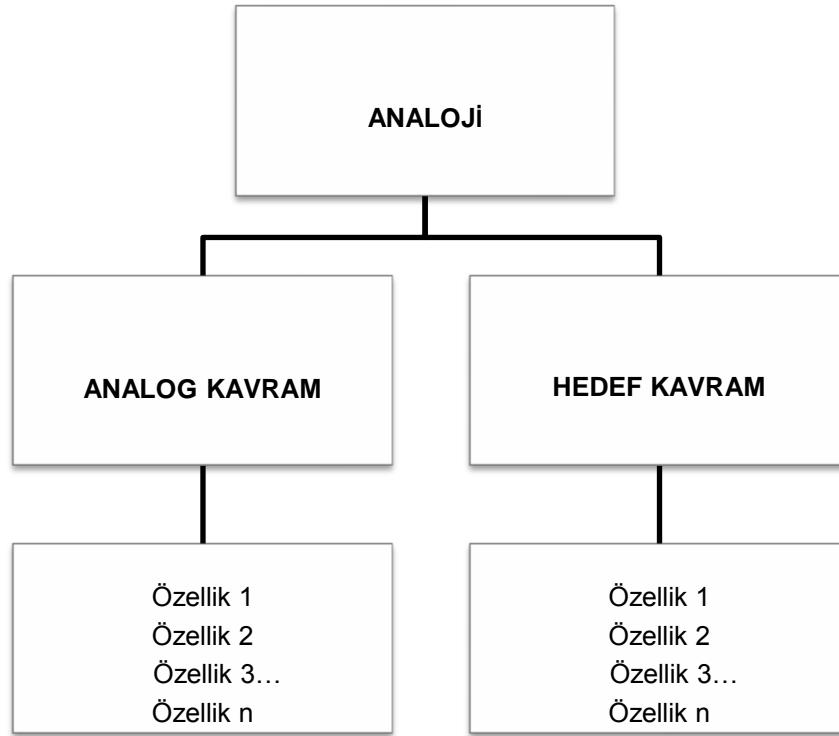 ANALOJİ
ANALOG KAVRAM
HEDEF KAVRAM
Özellik 1
Özellik 2
Özellik 3…
Özellik n
Özellik 1
Özellik 2
Özellik 3…
Özellik n